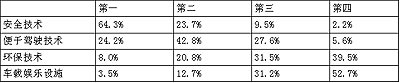 第一 第二 第三 第四
安全技术 64.3% 23.7% 9.5% 2.2%
便于驾驶技术 24.2% 42.8% 27.6% 5.6%
环保技术 8.0% 20.8% 31.5% 39.5%
车载娱乐设施 3.5% 12.7% 31.2% 52.7%